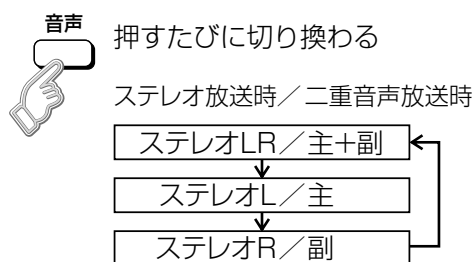 音声
押すたびに切り換わる
ステレオ放送時／二重音声放送時
ステレオLR／主+副
ステレオL／主
ステレオR／副